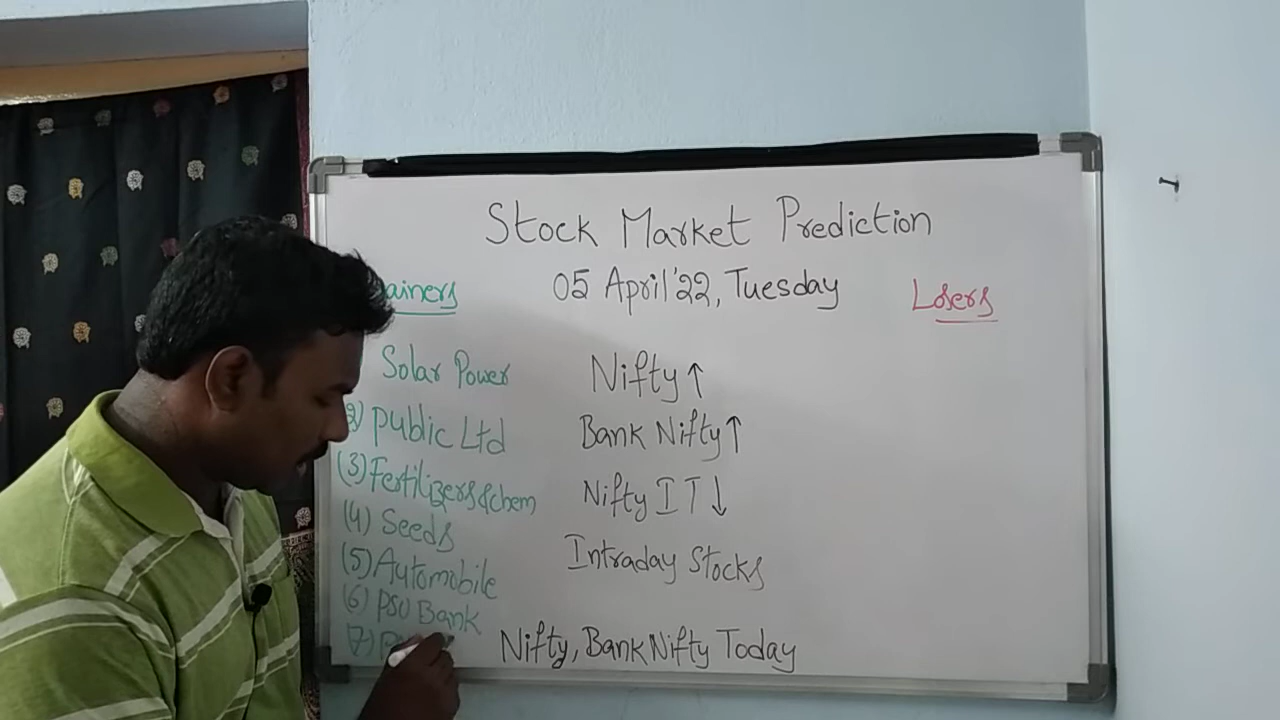 Stock Market Prediction
05 April'22, Tuesday
ainers
Solar Power
2) Public Ltd
(3) Fertilizers & chem
(4) Seeds
(5) Automobile
(6) PSU Bank
(7)
Nifty ↑
Bank Nifty ↑
Nifty IT ↓
Intraday Stocks
Nifty, Bank Nifty Today
Losers